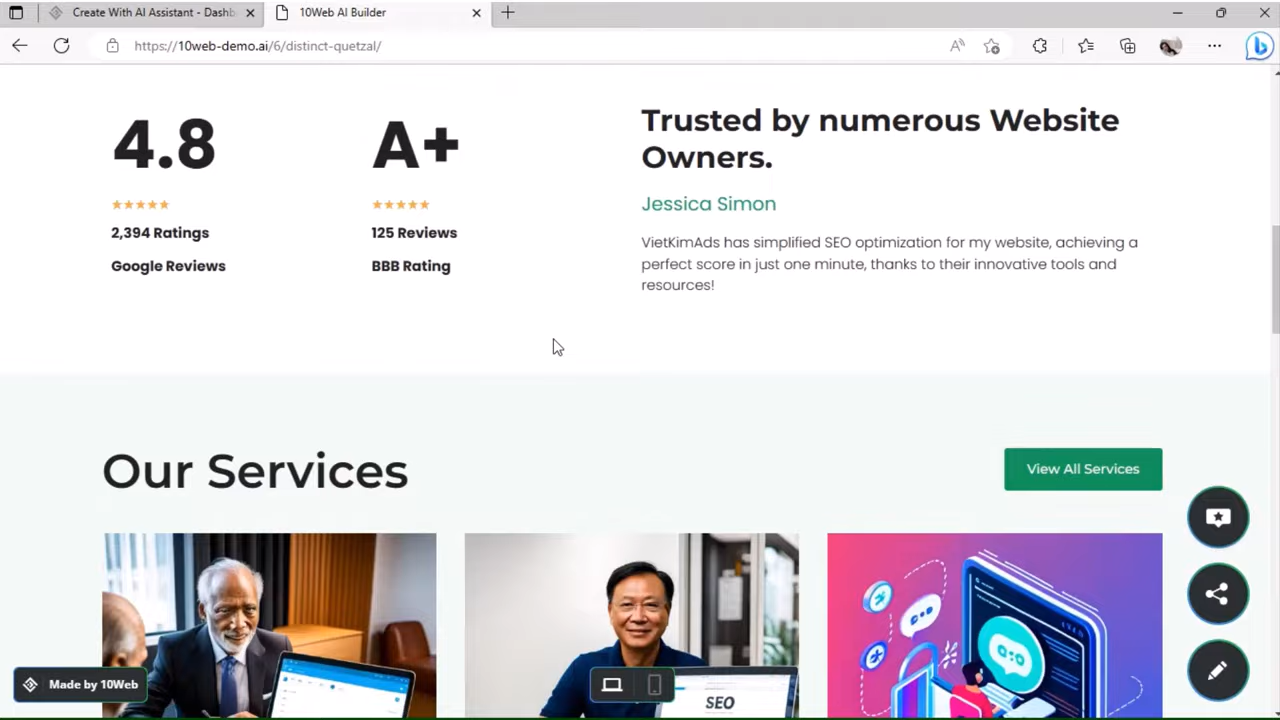 Create With AI Assistant - Dashb
10Web AI Builder
https://10web-demo.ai/6/distinct-quetzal/
4.8
2,394 Ratings
Google Reviews
A+
125 Reviews
BBB Rating
Trusted by numerous Website
Owners.
Jessica Simon
VietKimAds has simplified SEO optimization for my website, achieving a
perfect score in just one minute, thanks to their innovative tools and
resources!
Our Services
View All Services
SEO
Made by 10Web